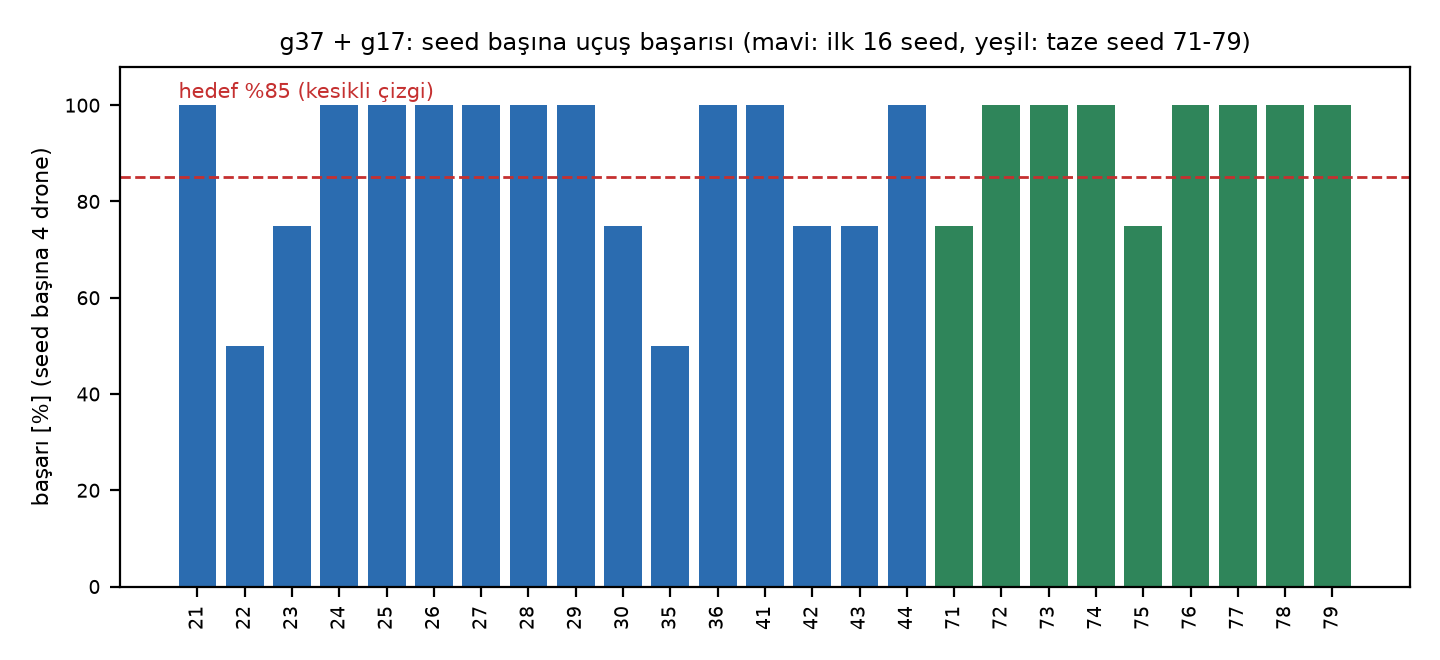 g37 + g17: seed başına uçuş başarısı (mavi: ilk 16 seed, yeşil: taze seed 71-79)
hedef %85 (kesikli çizgi)
başarı [%] (seed başına 4 drone)
100
80
60
40
20
0
21 22 23 24 25 26 27 28 29 30 35 36 41 42 43 44 71 72 73 74 75 76 77 78 79